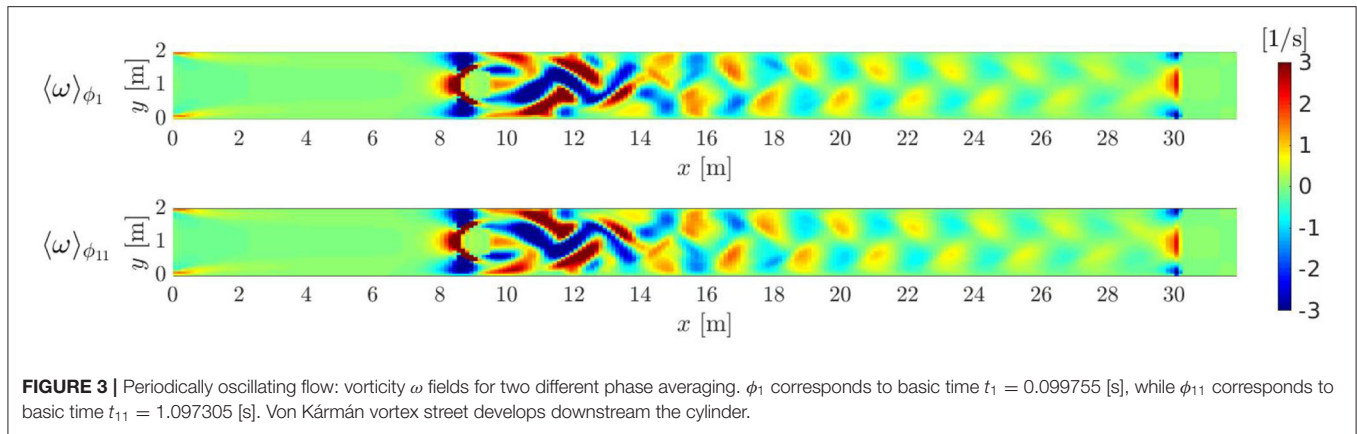 [1/s]
2
1
0
y [m]
⟨ω⟩ϕ1
0 2 4 6 8 10 12 14 16 18 20 22 24 26 28 30
x [m]
2
1
0
y [m]
⟨ω⟩ϕ11
0 2 4 6 8 10 12 14 16 18 20 22 24 26 28 30
x [m]
3
2
1
0
-1
-2
-3
FIGURE 3 | Periodically oscillating flow: vorticity ω fields for two different phase averaging. ϕ1 corresponds to basic time t1 = 0.099755 [s], while ϕ11 corresponds to
basic time t11 = 1.097305 [s]. Von Kármán vortex street develops downstream the cylinder.